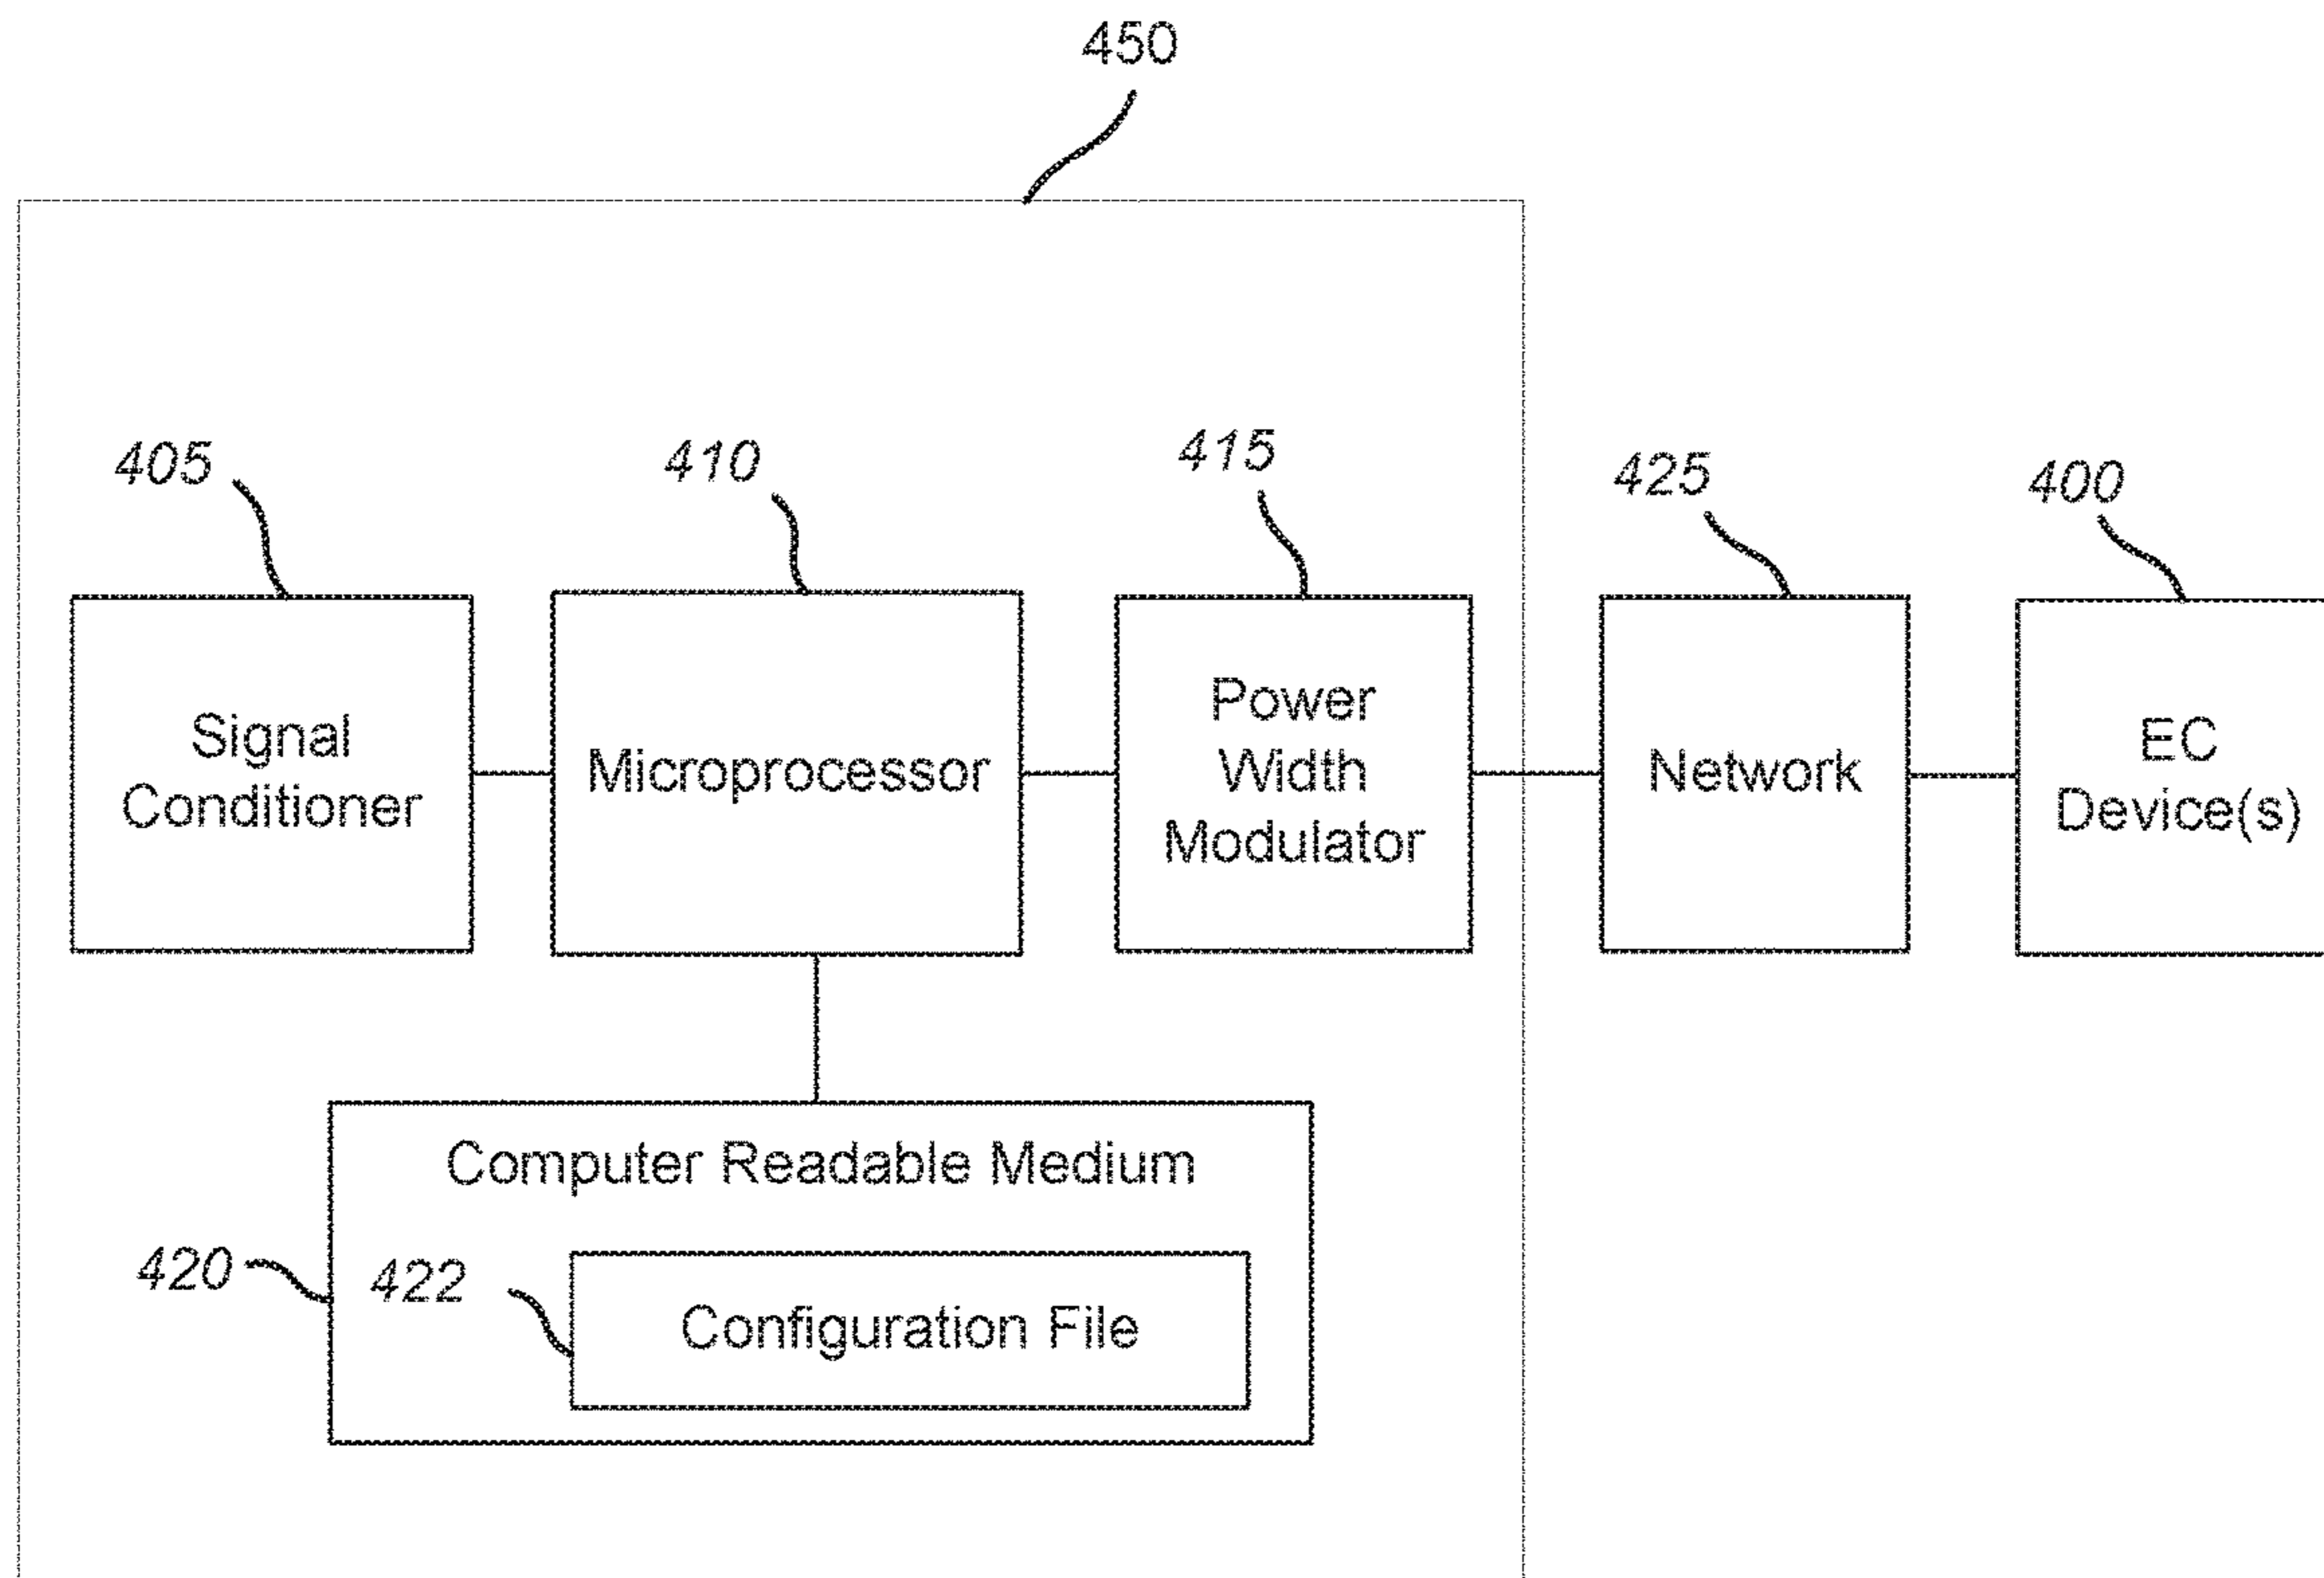 450
405
410
415
425
400
Signal
Conditioner
Microprocessor
Power
Width
Modulator
Network
EC
Device(s)
Computer Readable Medium
420
422
Configuration File